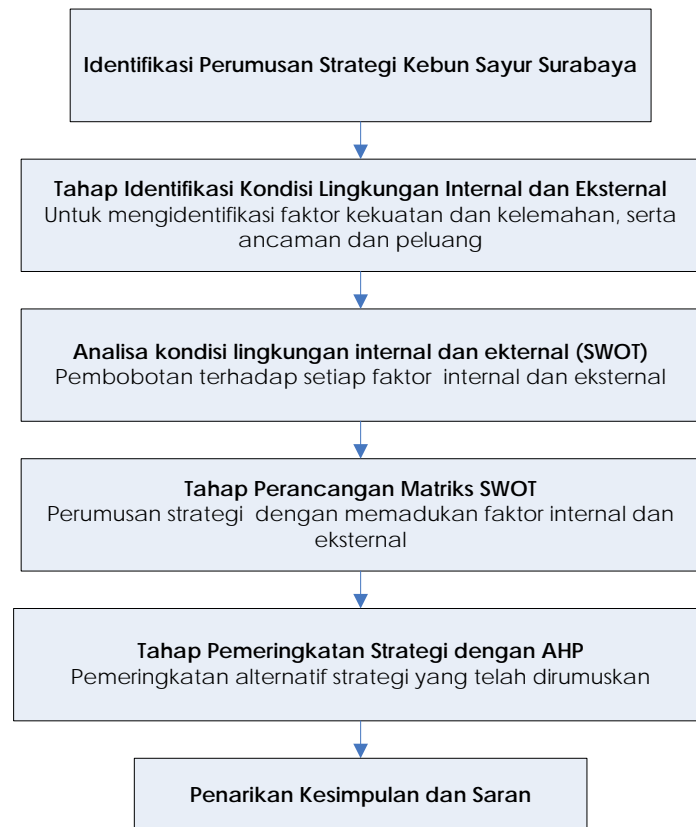 Identifikasi Perumusan Strategi Kebun Sayur Surabaya
Tahap Identifikasi Kondisi Lingkungan Internal dan Eksternal
Untuk mengidentifikasi faktor kekuatan dan kelemahan, serta
ancaman dan peluang
Analisa kondisi lingkungan internal dan ekternal (SWOT)
Pembobotan terhadap setiap faktor internal dan eksternal
Tahap Perancangan Matriks SWOT
Perumusan strategi dengan memadukan faktor internal dan
eksternal
Tahap Pemeringkatan Strategi dengan AHP
Pemeringkatan alternatif strategi yang telah dirumuskan
Penarikan Kesimpulan dan Saran